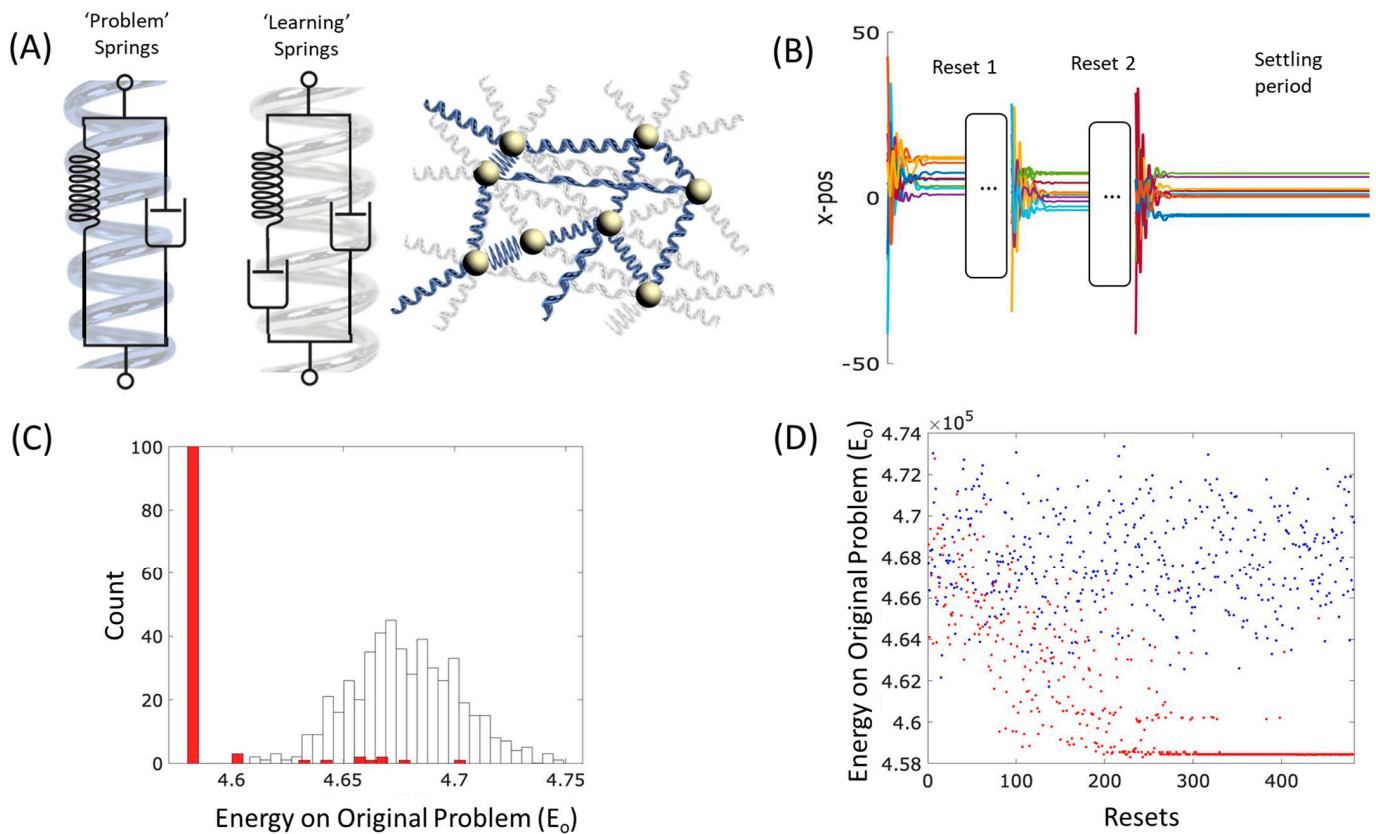 (A)
'Problem'
Springs
'Learning'
Springs
(B)
50
0
-50
x-pos
Reset 1
...
Reset 2
...
Settling
period
(C)
100
80
60
40
20
0
Count
4.6
4.65
4.7
4.75
Energy on Original Problem (Eₒ)
(D)
×10⁵
4.74
4.72
4.7
4.68
4.66
4.64
4.62
4.6
4.58
Energy on Original Problem (Eₒ)
0
100
200
300
400
Resets